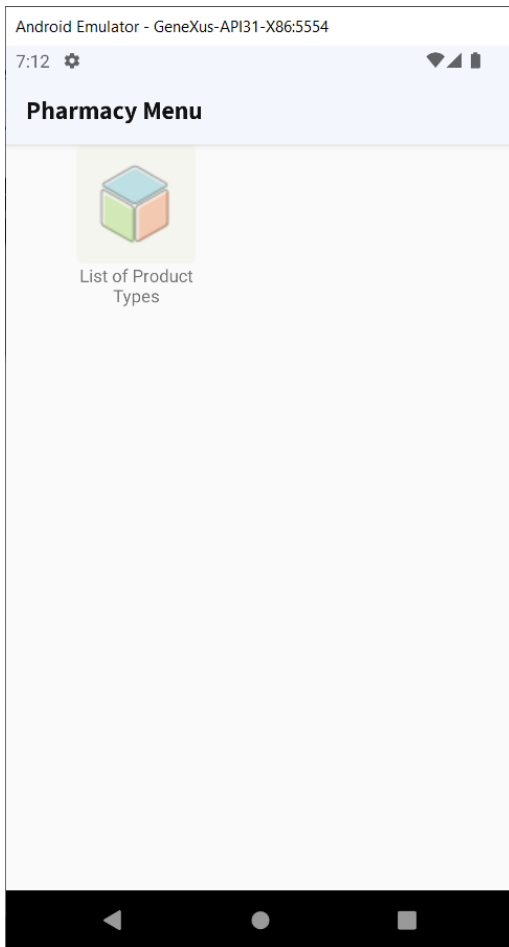 Android Emulator - GeneXus-API31-X86:5554
7:12
Pharmacy Menu
List of Product
Types